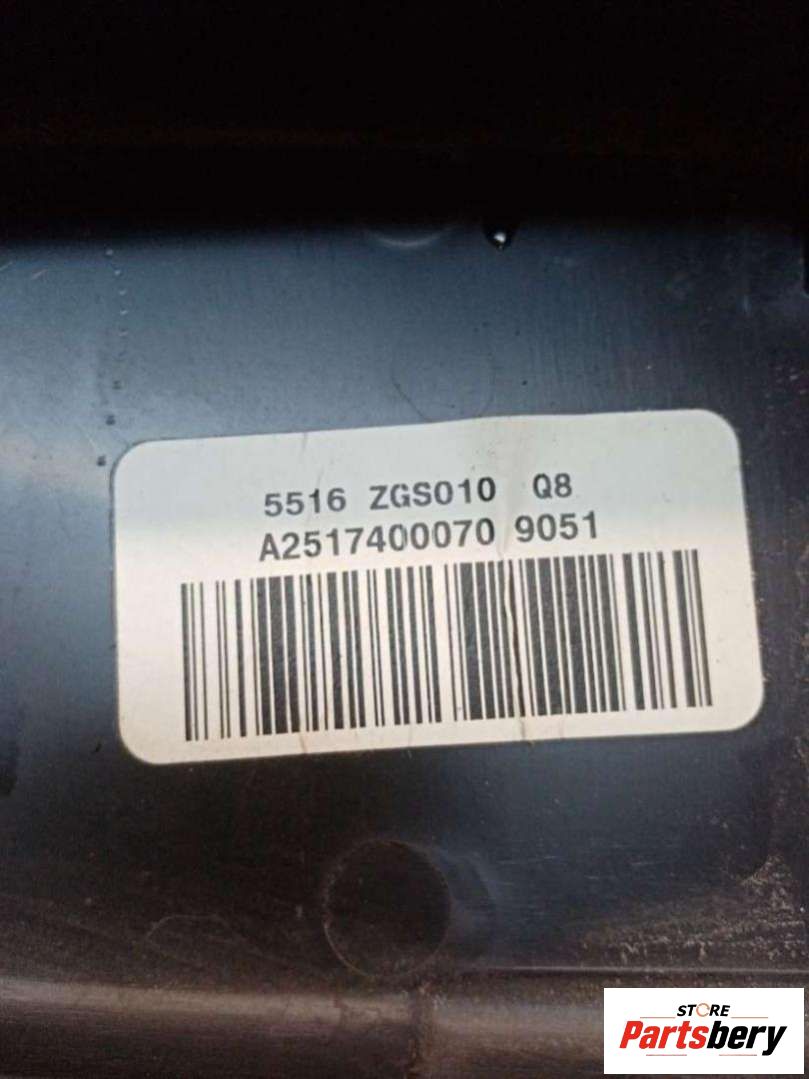 5516 ZGS010 Q8
A2517400070 9051
STORE
Partsbery